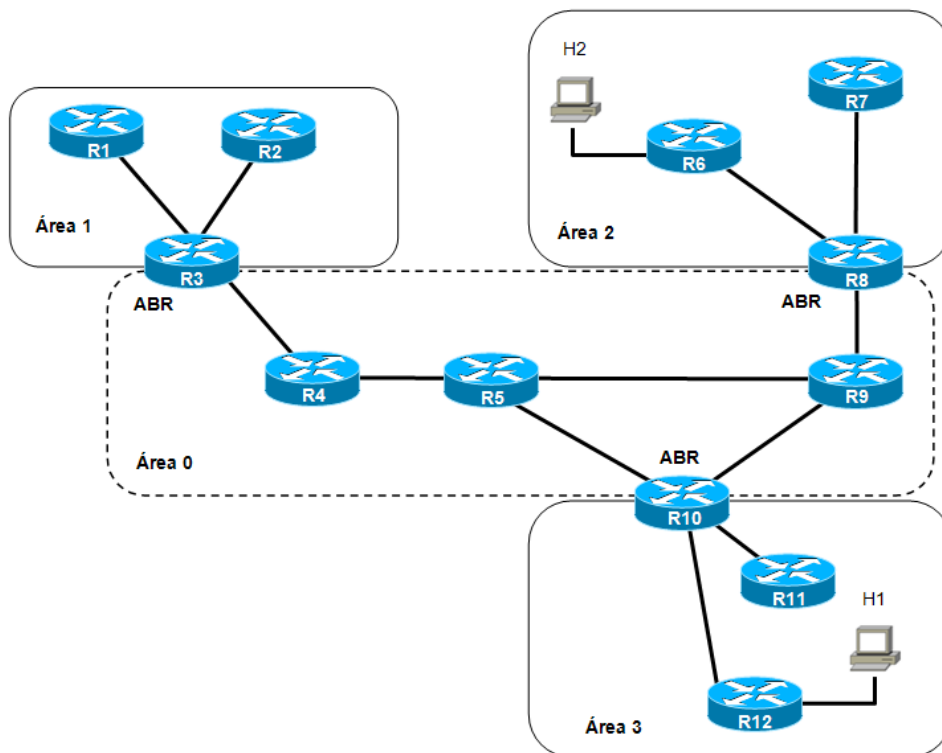 H2
R7
R1
R2
R6
Área 1
Área 2
R3
R8
ABR
ABR
R4
R5
R9
Área 0
ABR
R10
R11
H1
R12
Área 3